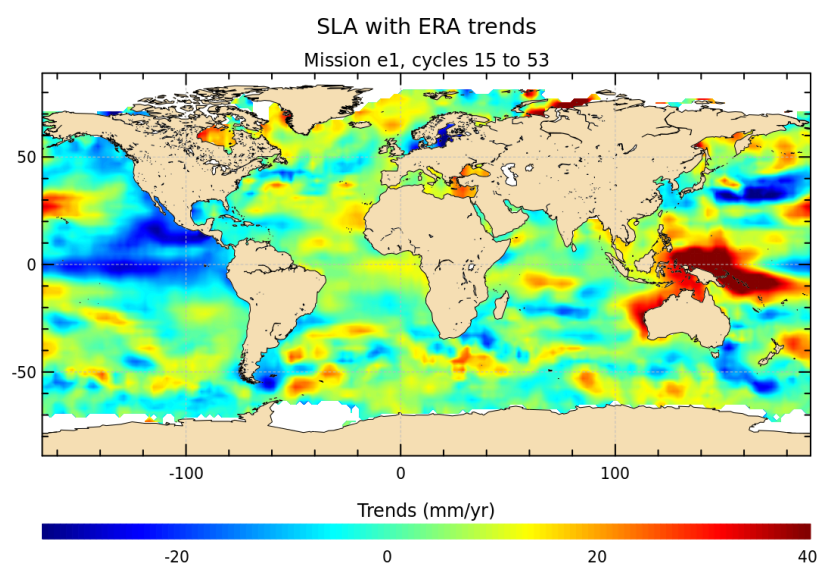 SLA with ERA trends
Mission e1, cycles 15 to 53
50
0
-50
-100 0 100
Trends (mm/yr)
-20 0 20 40